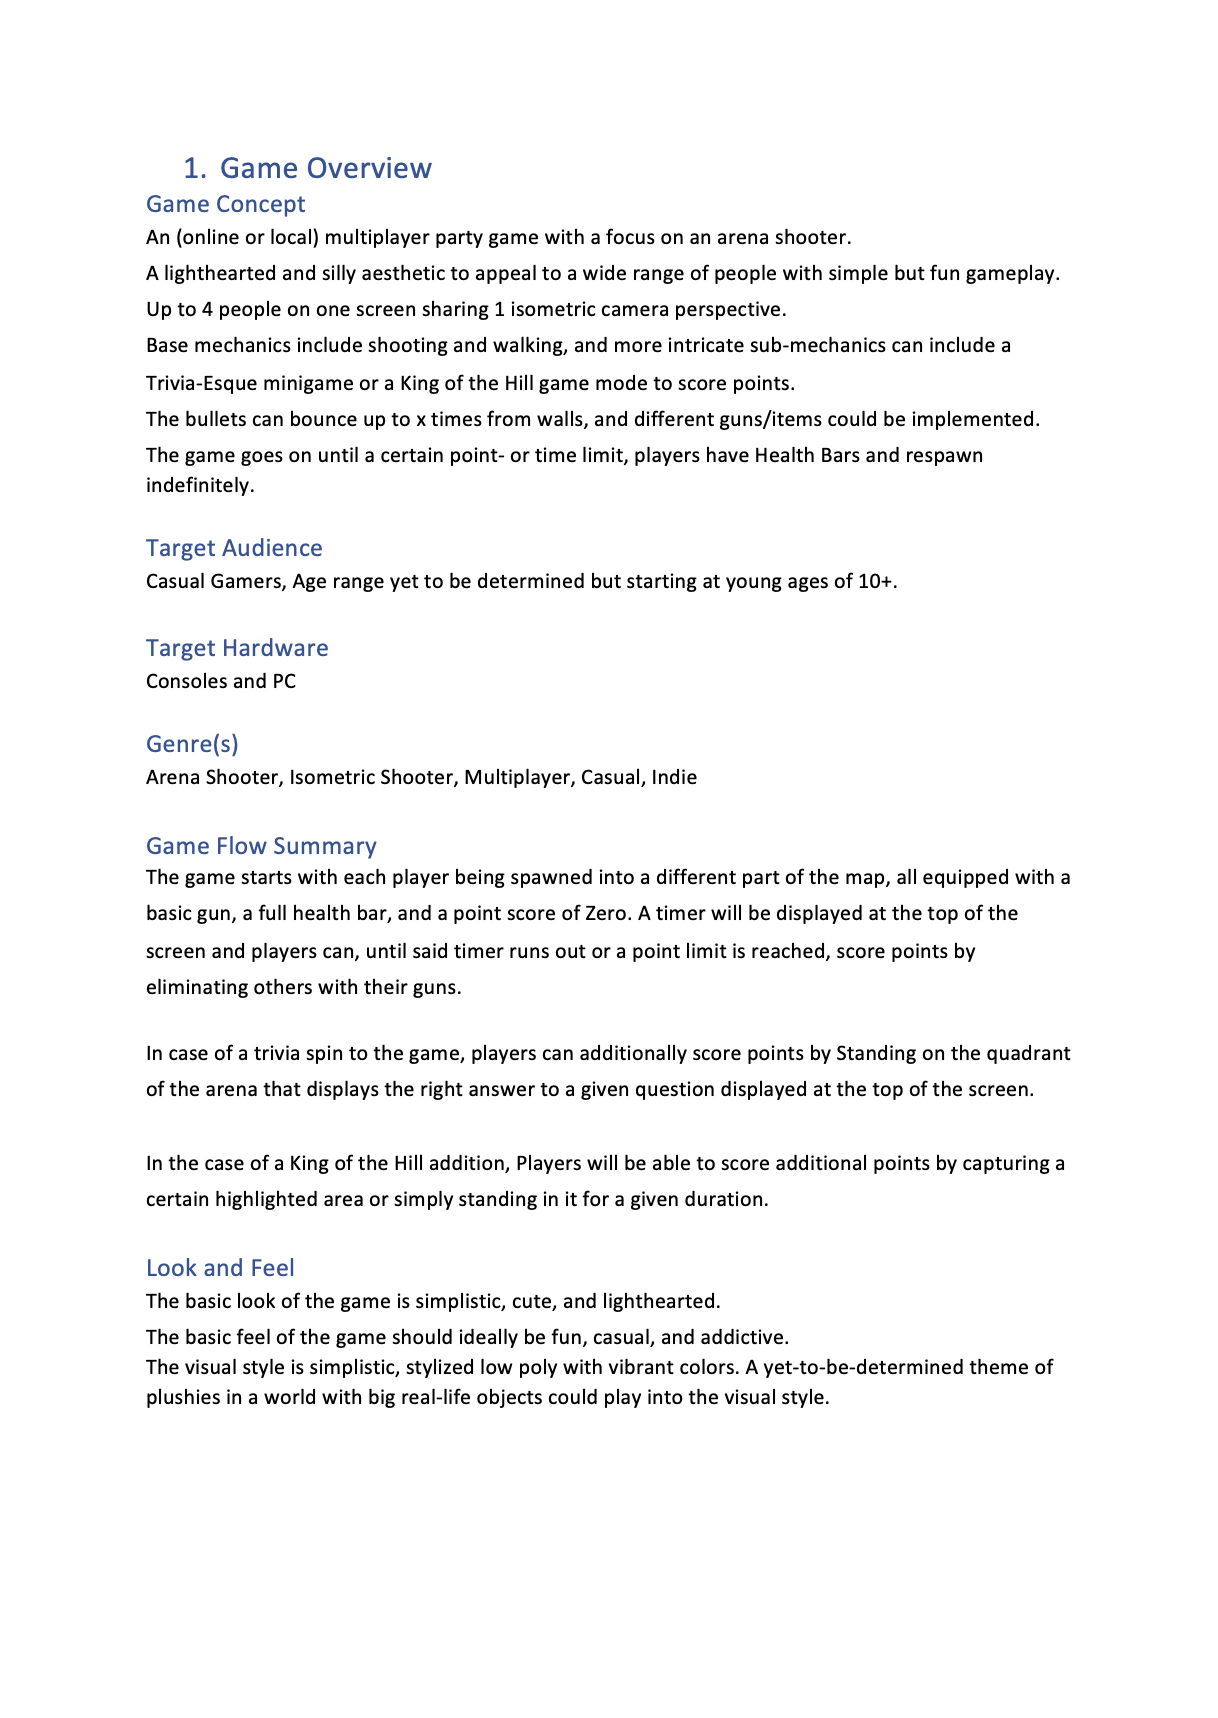 1. Game Overview
Game Concept
An (online or local) multiplayer party game with a focus on an arena shooter.
A lighthearted and silly aesthetic to appeal to a wide range of people with simple but fun gameplay.
Up to 4 people on one screen sharing 1 isometric camera perspective.
Base mechanics include shooting and walking, and more intricate sub-mechanics can include a
Trivia-Esque minigame or a King of the Hill game mode to score points.
The bullets can bounce up to x times from walls, and different guns/items could be implemented.
The game goes on until a certain point- or time limit, players have Health Bars and respawn
indefinitely.
Target Audience
Casual Gamers, Age range yet to be determined but starting at young ages of 10+.
Target Hardware
Consoles and PC
Genre(s)
Arena Shooter, Isometric Shooter, Multiplayer, Casual, Indie
Game Flow Summary
The game starts with each player being spawned into a different part of the map, all equipped with a
basic gun, a full health bar, and a point score of Zero. A timer will be displayed at the top of the
screen and players can, until said timer runs out or a point limit is reached, score points by
eliminating others with their guns.
In case of a trivia spin to the game, players can additionally score points by Standing on the quadrant
of the arena that displays the right answer to a given question displayed at the top of the screen.
In the case of a King of the Hill addition, Players will be able to score additional points by capturing a
certain highlighted area or simply standing in it for a given duration.
Look and Feel
The basic look of the game is simplistic, cute, and lighthearted.
The basic feel of the game should ideally be fun, casual, and addictive.
The visual style is simplistic, stylized low poly with vibrant colors. A yet-to-be-determined theme of
plushies in a world with big real-life objects could play into the visual style.